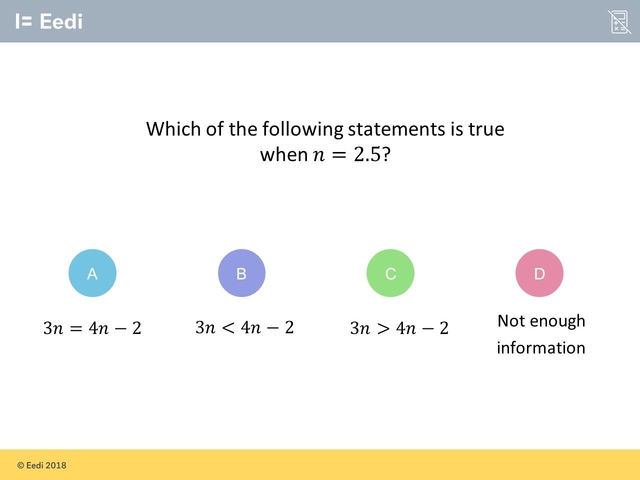 Eedi
Which of the following statements is true
when 𝑛 = 2.5?
A
B
C
D
3𝑛 = 4𝑛 − 2
3𝑛 < 4𝑛 − 2
3𝑛 > 4𝑛 − 2
Not enough
information
© Eedi 2018